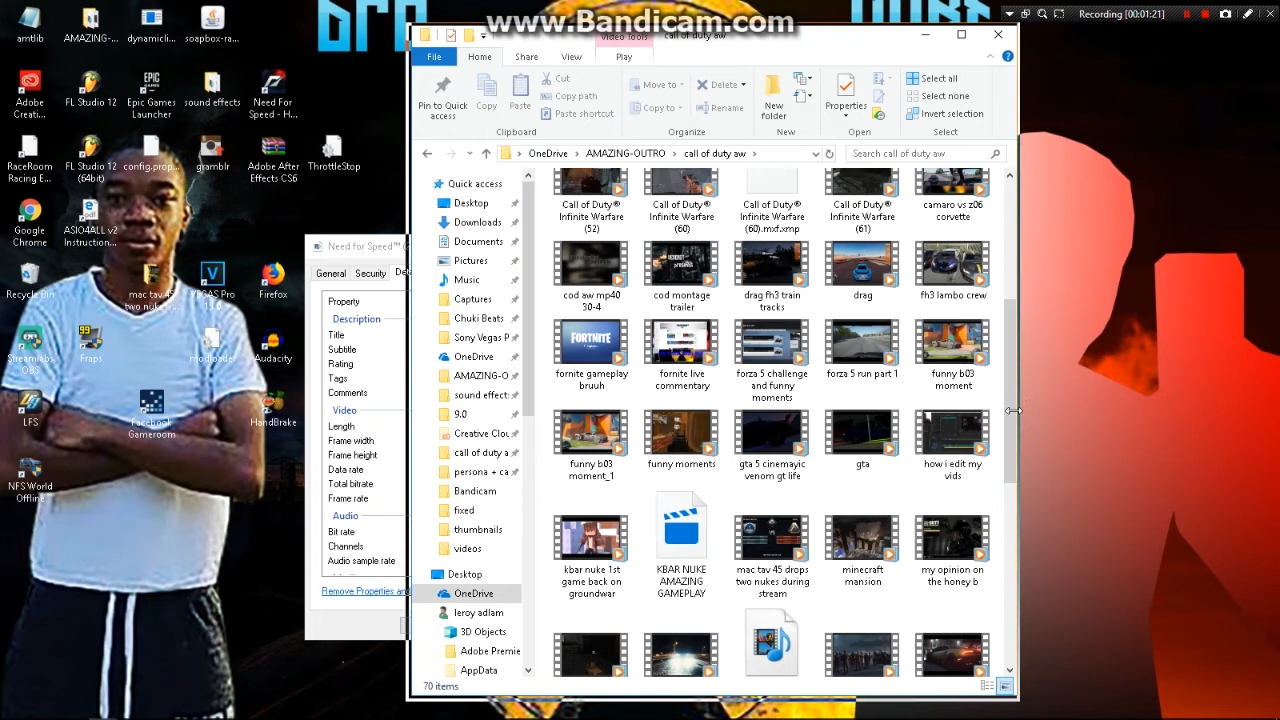 www.Bandicam.com
Recording [00:01:21]
amtlib
AMAZING-...
dynamicli...
soapbox-ra...
Adobe Creati...
FL Studio 12
Epic Games Launcher
sound effects
Need For Speed - H...
RaceRoom Racing E...
FL Studio 12 (64bit)
config.prop...
gramblr
Adobe After Effects CS6
ThrottleStop
Google Chrome
ASIO4ALL v2 Instruction...
Recycle Bin
mac tav 45 two nuke...
VEGAS Pro
Firefox
Streamlabs OBS
Fraps
Audacity
LFS
Facebook Gameroom
HandBrake
NFS World Offline
Need for Speed™
General
Security
Property
Description
Title
Subtitle
Rating
Tags
Comments
Video
Length
Frame width
Frame height
Data rate
Total bitrate
Frame rate
Audio
Bit rate
Channels
Audio sample rate
Remove Properties and
Video Tools
call of duty aw
File
Home
Share
View
Play
Pin to Quick access
Copy
Paste
Cut
Copy path
Paste shortcut
Clipboard
Move to
Copy to
Delete
Rename
Organize
New folder
New
Properties
Open
Select all
Select none
Invert selection
Select
OneDrive
AMAZING-OUTRO
call of duty aw
Search call of duty aw
Quick access
Desktop
Downloads
Documents
Pictures
Music
Captures
Chuki Beats
Sony Vegas P
OneDrive
AMAZING-O
sound effect:
9.0
Creative Clou
call of duty a
persona + ca
Bandicam
fixed
thumbnails
videos
Desktop
OneDrive
leroy adlam
3D Objects
Adobe Premie
AppData
Call of Duty® Infinite Warfare (52)
Call of Duty® Infinite Warfare (60)
Call of Duty® Infinite Warfare (60).mxf.xmp
Call of Duty® Infinite Warfare (61)
camaro vs z06 corvette
cod aw mp40 30-4
cod montage trailer
drag fh3 train tracks
drag
fh3 lambo crew
FORTNITE
fornite gameplay bruuh
fornite live commentary
forza 5 challenge and funny moments
forza 5 run part 1
funny b03 moment
funny b03 moment_1
funny moments
gta 5 cinemayic venom gt life
gta
how i edit my vids
kbar nuke 1st game back on groundwar
KBAR NUKE AMAZING GAMEPLAY
mac tav 45 drops two nukes during stream
minecraft mansion
my opinion on the honey b
70 items